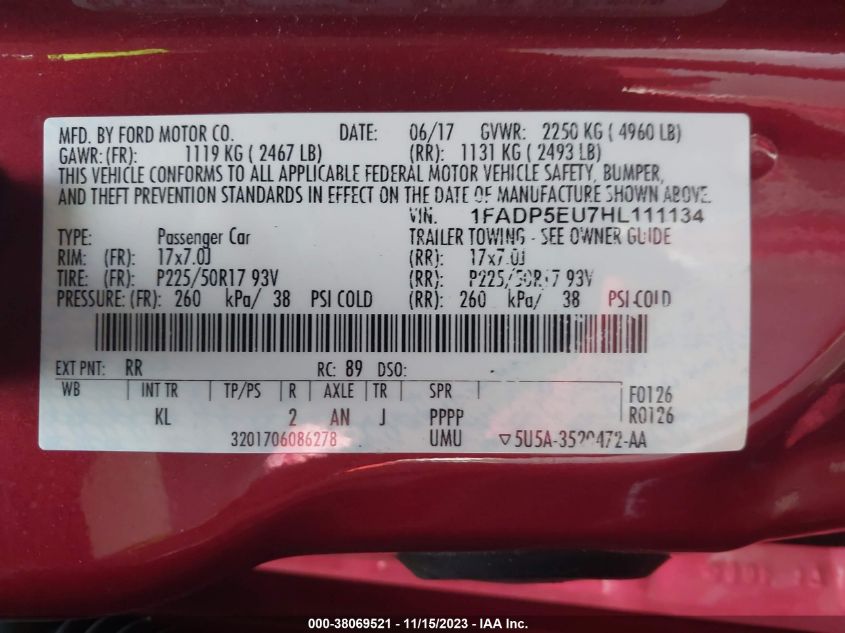 MFD. BY FORD MOTOR CO. DATE: 06/17 GVWR: 2250 KG ( 4960 LB)
GAWR: (FR): 1119 KG ( 2467 LB) (RR): 1131 KG ( 2493 LB)
THIS VEHICLE CONFORMS TO ALL APPLICABLE FEDERAL MOTOR VEHICLE SAFETY, BUMPER,
AND THEFT PREVENTION STANDARDS IN EFFECT ON THE DATE OF MANUFACTURE SHOWN ABOVE.
VIN: 1FADP5EU7HL111134
TYPE: Passenger Car TRAILER TOWING - SEE OWNER GUIDE
RIM: (FR): 17x7.0J (RR): 17x7.0J
TIRE: (FR): P225/50R17 93V (RR): P225/50R17 93V
PRESSURE: (FR): 260 kPa/ 38 PSI COLD (RR): 260 kPa/ 38 PSI COLD
EXT PNT: RR RC: 89 DSO:
WB INT TR TP/PS R AXLE TR SPR F0126
KL 2 AN J PPPP R0126
3201706086278 UMU ▽5U5A-3520472-AA
000-38069521 - 11/15/2023 - IAA Inc.